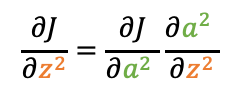 ∂J/∂z² = ∂J/∂a² ∂a²/∂z²